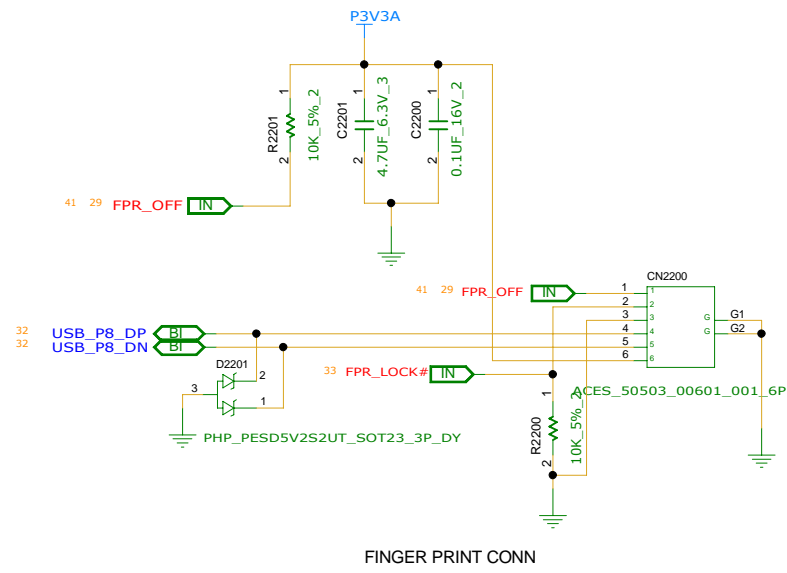 P3V3A
1
R2201
10K_5%_2
2
1
C2201
4.7UF_6.3V_3
2
1
C2200
0.1UF_16V_2
2
41 29 FPR_OFF IN
41 29 FPR_OFF IN
CN2200
1 1
2 2
3 3
4 4
5 5
6 6
G G1
G G2
ACES_50503_00601_001_6P
32 USB_P8_DP BI
32 USB_P8_DN BI
D2201
3
2
1
PHP_PESD5V2S2UT_SOT23_3P_DY
33 FPR_LOCK# IN
1
R2200
10K_5%_2
2
FINGER PRINT CONN